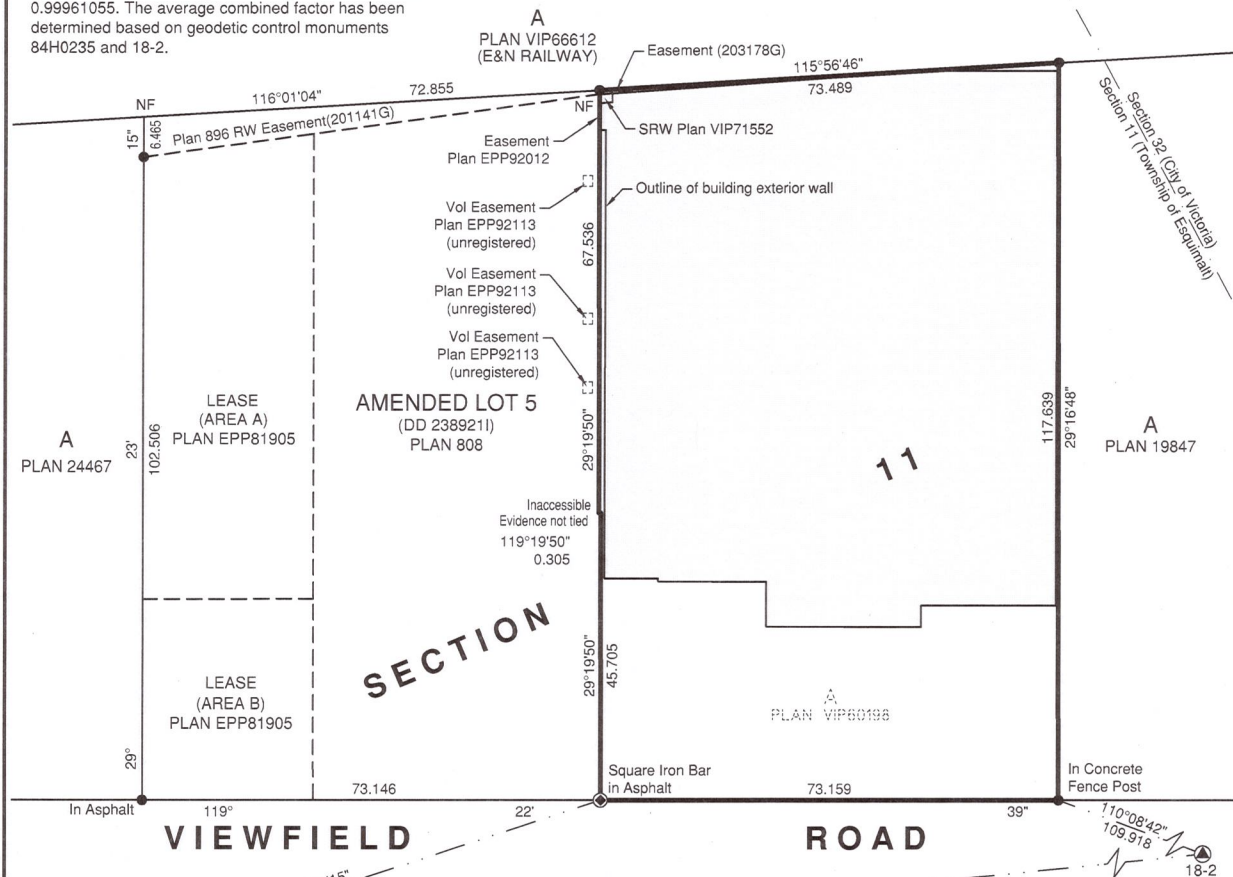 0.99961055. The average combined factor has been
determined based on geodetic control monuments
84H0235 and 18-2.
A
PLAN VIP66612
(E&N RAILWAY)
Easement (203178G)
115°56'46"
73.489
116°01'04"
72.855
NF
15"
6.465
Plan 896 RW Easement(201141G)
NF
SRW Plan VIP71552
Easement
Plan EPP92012
Outline of building exterior wall
Section 32 (City of Victoria)
Section 11 (Township of Esquimalt)
Vol Easement
Plan EPP92113
(unregistered)
67.536
Vol Easement
Plan EPP92113
(unregistered)
Vol Easement
Plan EPP92113
(unregistered)
LEASE
(AREA A)
PLAN EPP81905
AMENDED LOT 5
(DD 238921I)
PLAN 808
29°19'50"
A
PLAN 24467
23'
102.506
11
117.639
29°16'48"
A
PLAN 19847
Inaccessible
Evidence not tied
119°19'50"
0.305
SECTION
29°19'50"
45.705
LEASE
(AREA B)
PLAN EPP81905
A
PLAN VIP60198
29°
Square Iron Bar
in Asphalt
In Concrete
Fence Post
In Asphalt
119°
73.146
22'
73.159
39"
VIEWFIELD ROAD
110°08'42"
109.918
18-2